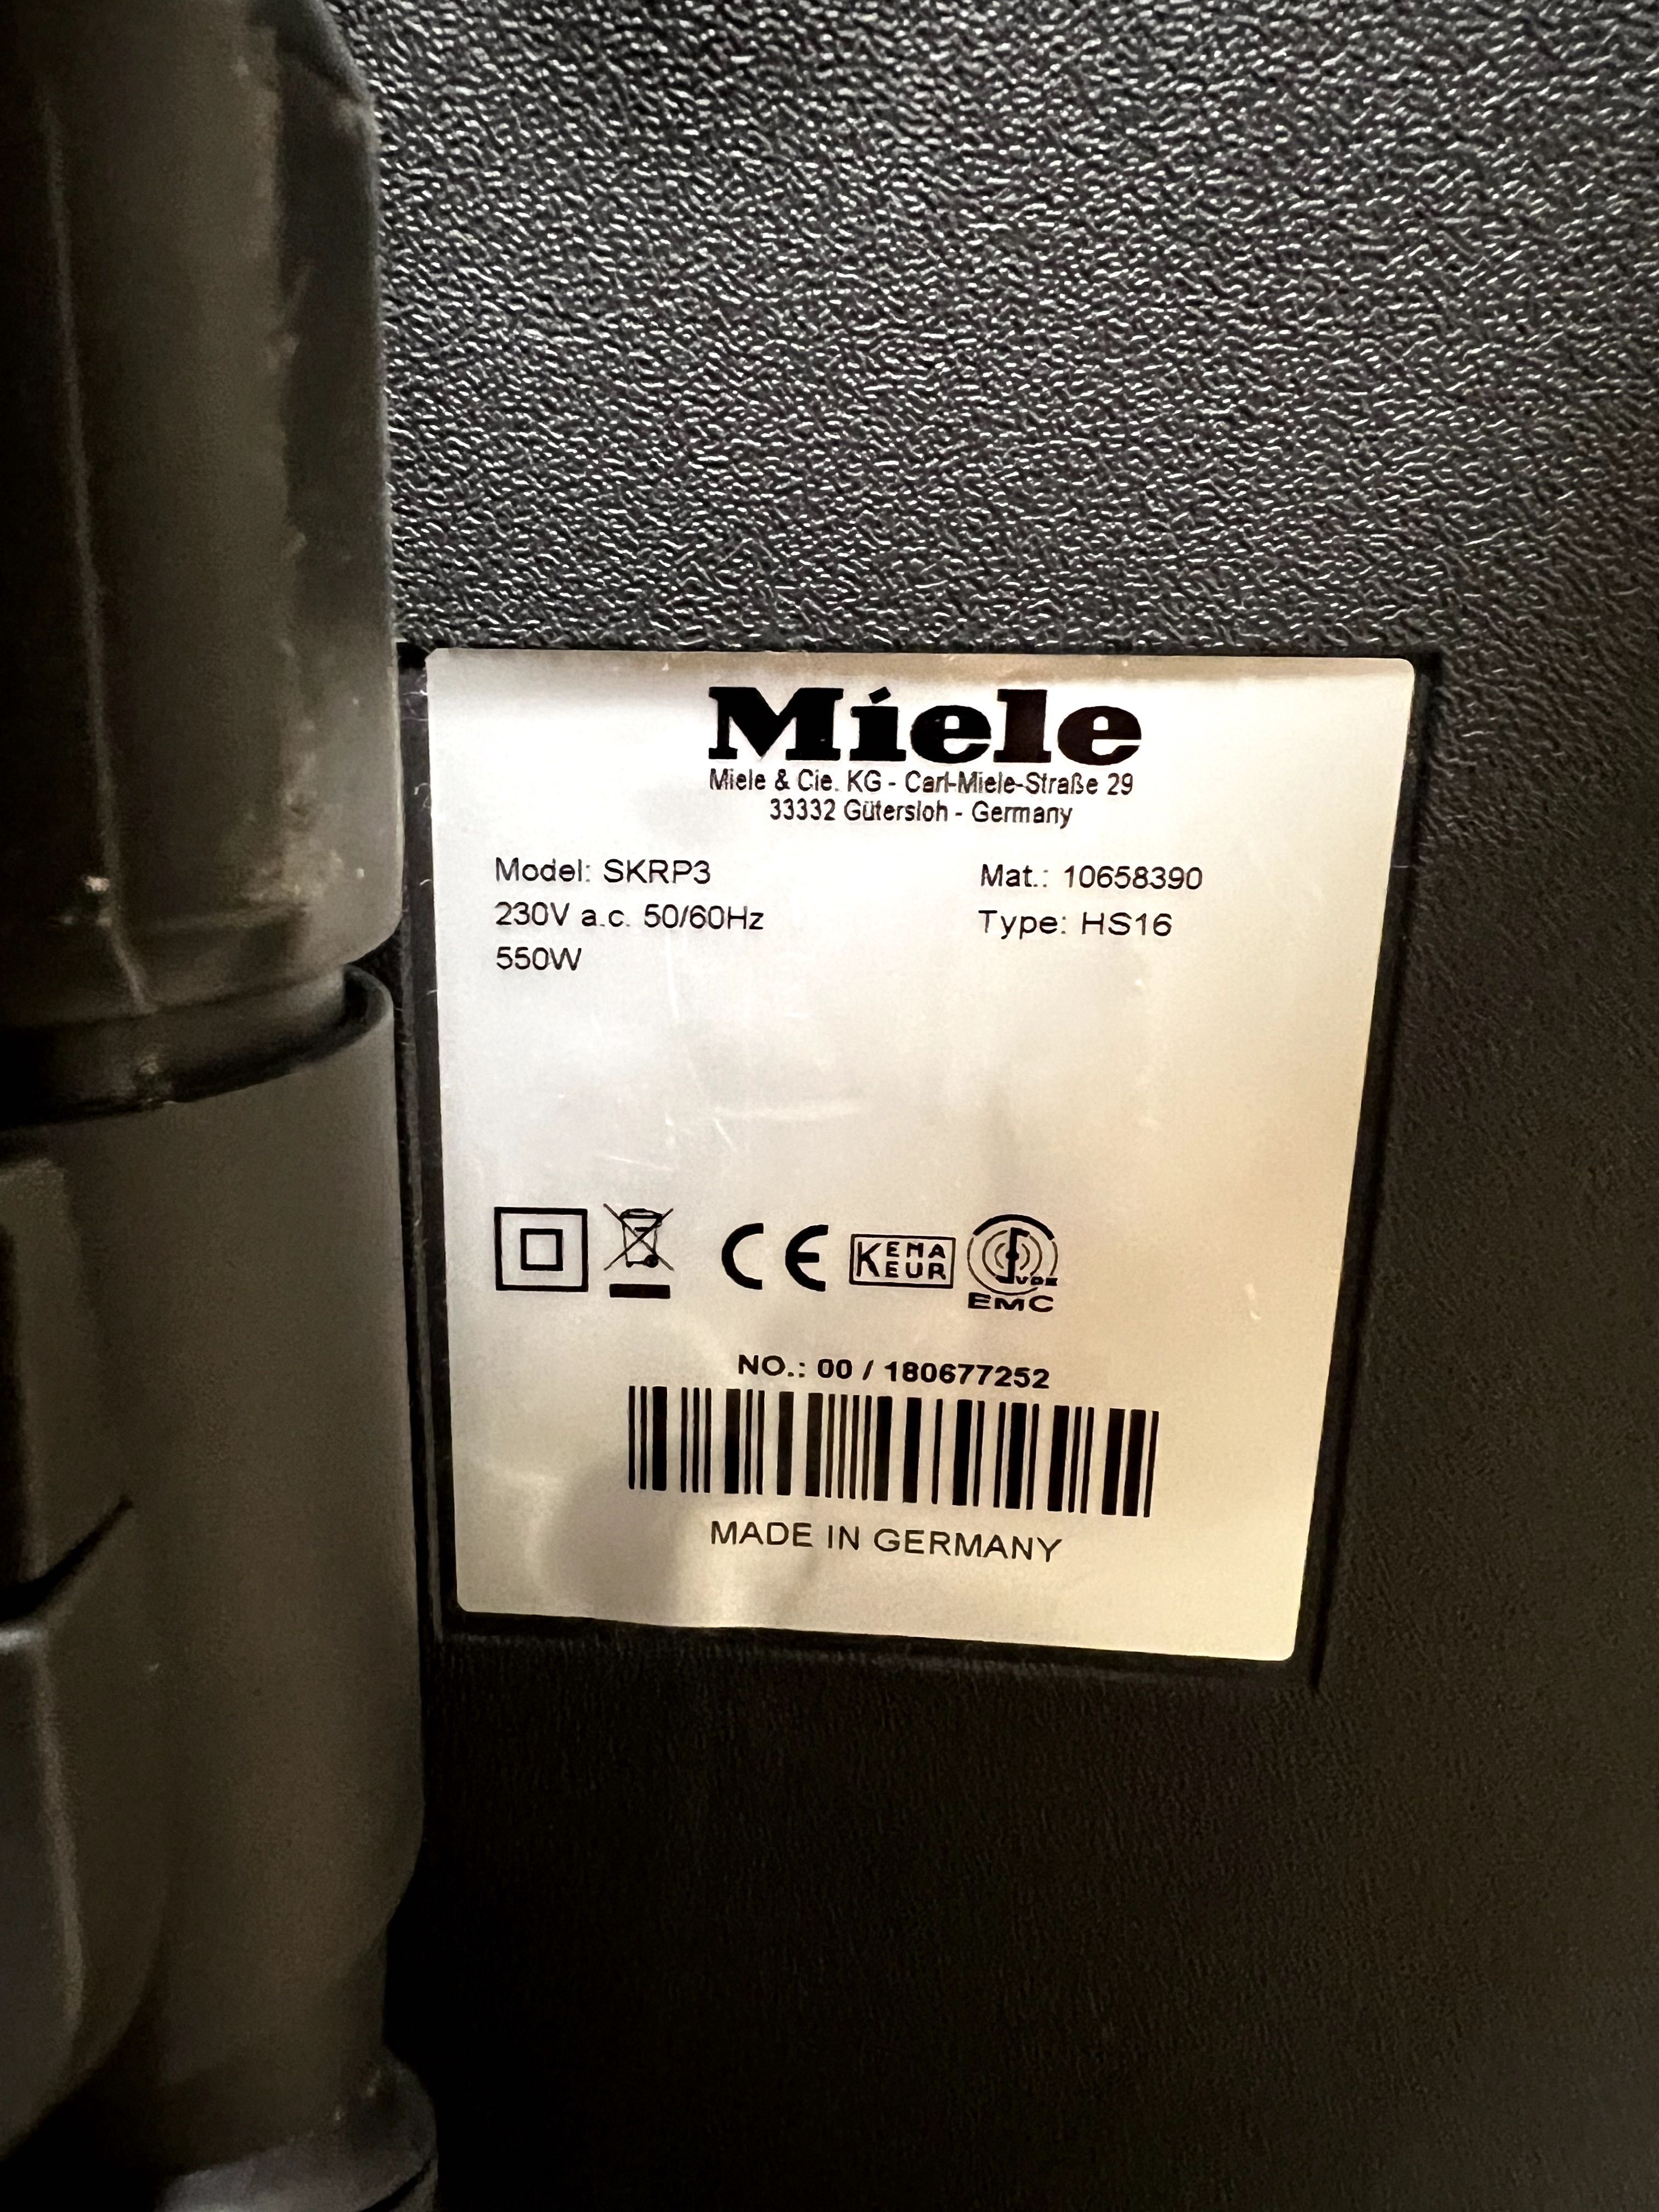 Miele
Miele & Cie. KG - Carl-Miele-Straße 29
33332 Gütersloh - Germany
Model: SKRP3
230V a.c. 50/60Hz
550W
Mat.: 10658390
Type: HS16
CE
KEMA
KEUR
VDE
EMC
NO.: 00 / 180677252
MADE IN GERMANY